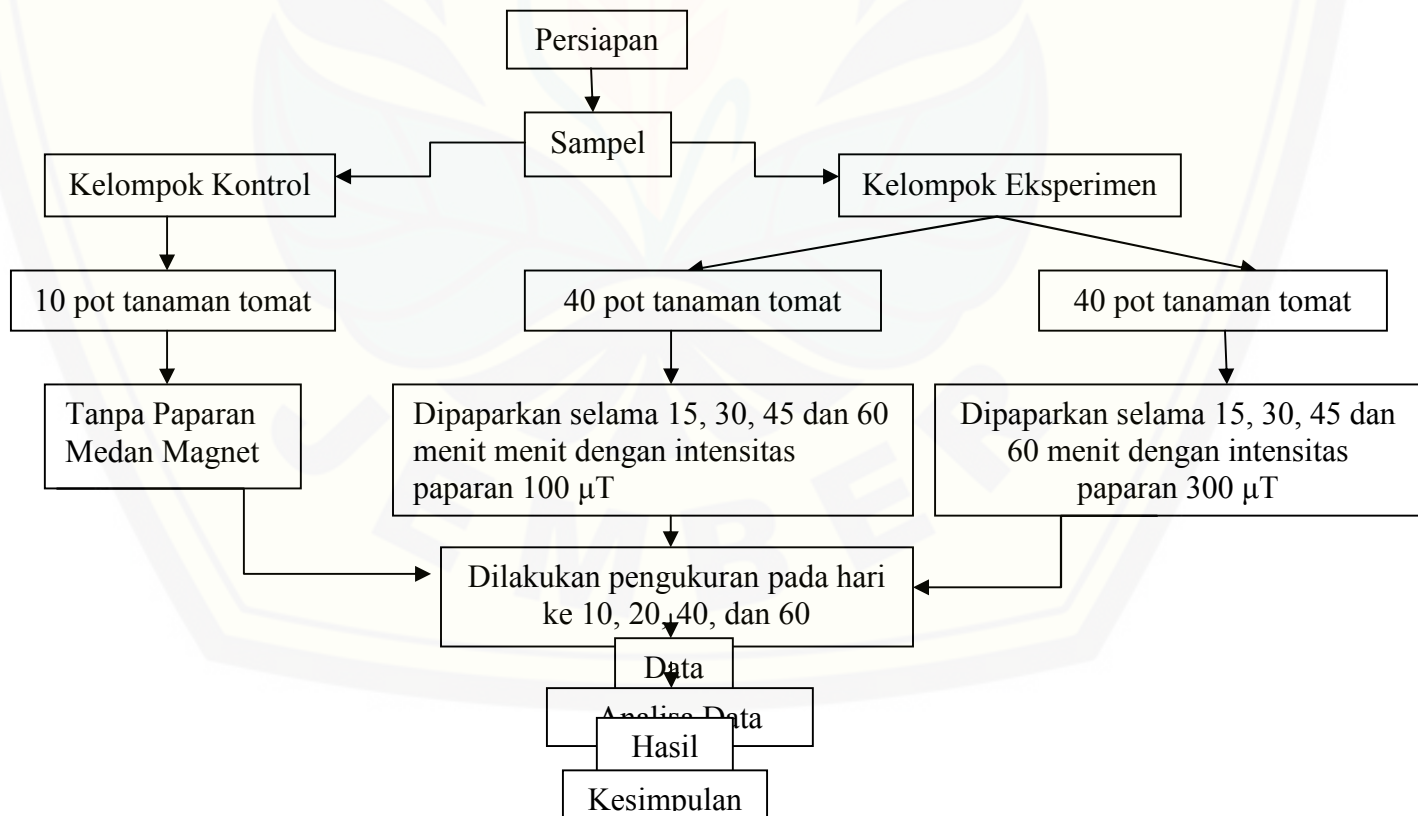 Persiapan
Sampel
Kelompok Kontrol
Kelompok Eksperimen
10 pot tanaman tomat
40 pot tanaman tomat
40 pot tanaman tomat
Tanpa Paparan
Medan Magnet
Dipaparkan selama 15, 30, 45 dan 60
menit menit dengan intensitas
paparan 100 μT
Dipaparkan selama 15, 30, 45 dan
60 menit dengan intensitas
paparan 300 μT
Dilakukan pengukuran pada hari
ke 10, 20, 40, dan 60
Data
Analisa Data
Hasil
Kesimpulan
JEMBER